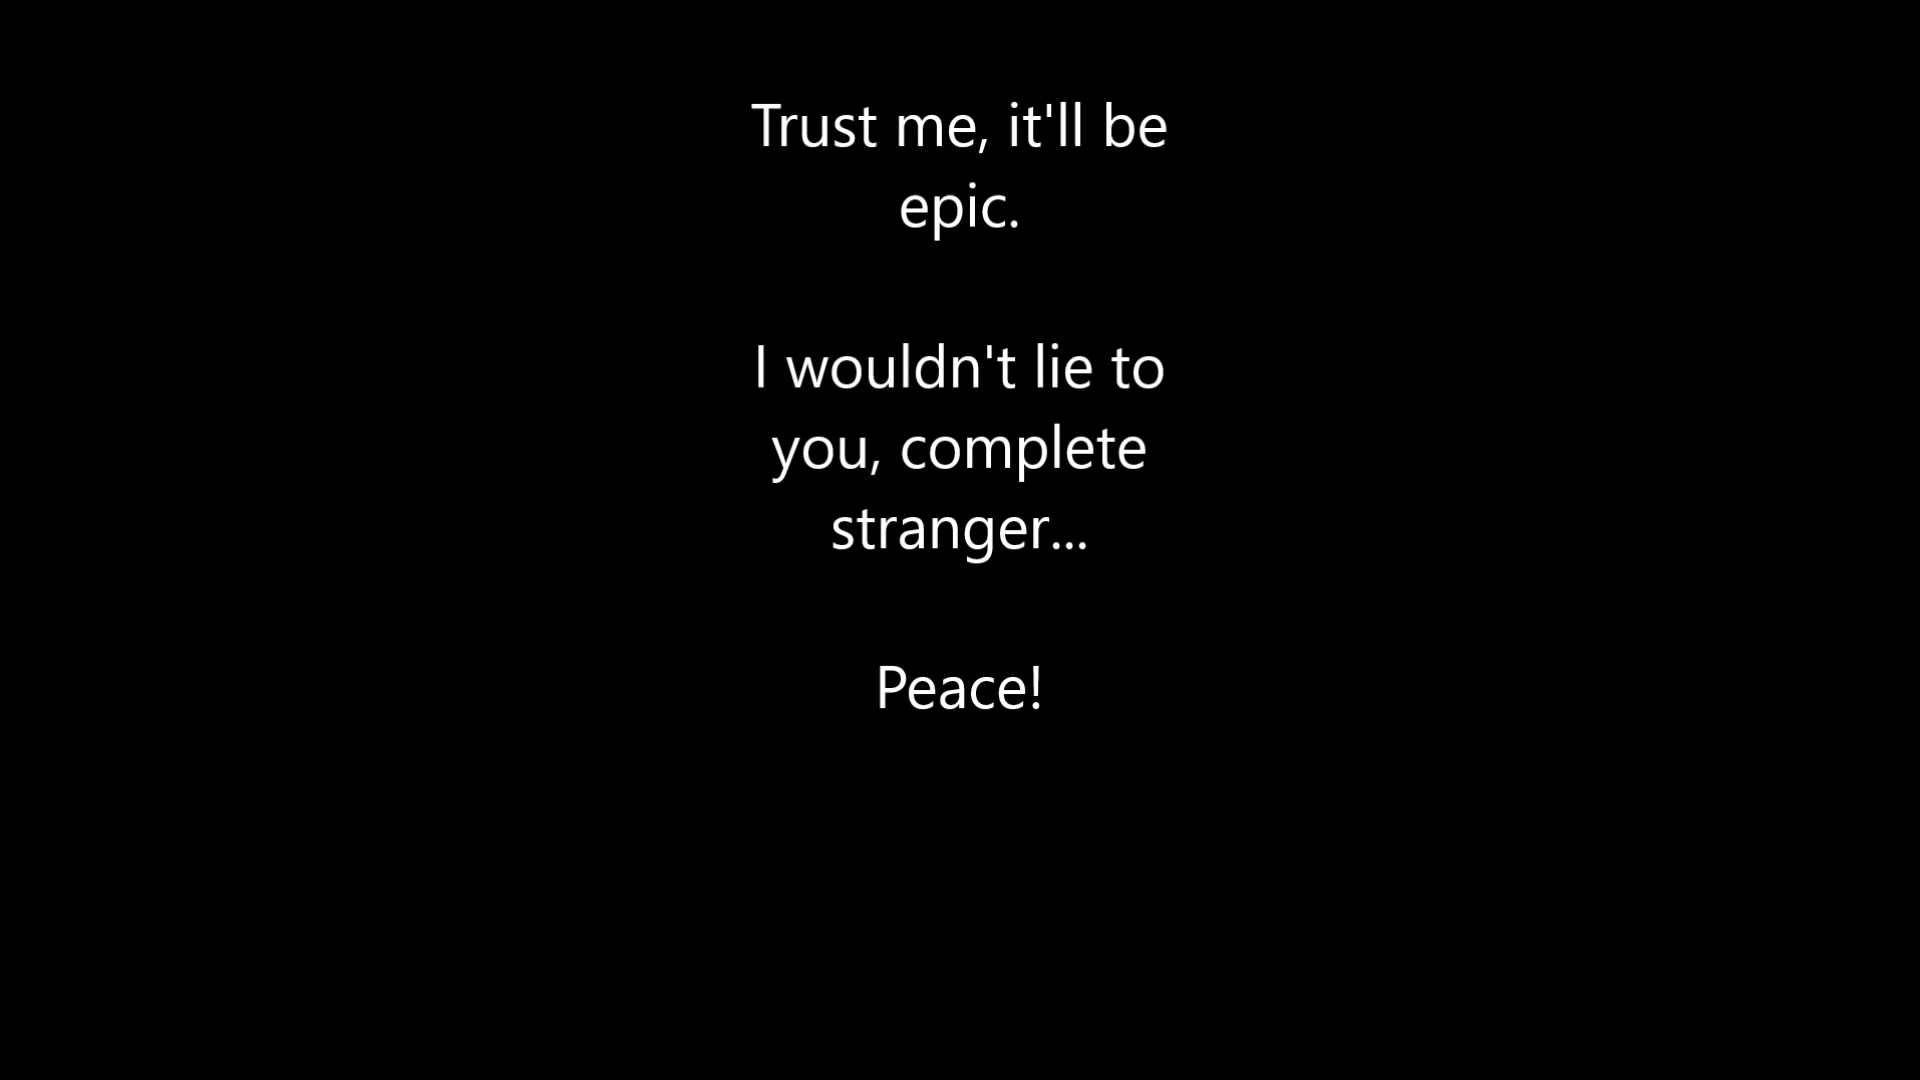 Trust me, it'll be
epic.
I wouldn't lie to
you, complete
stranger...
Peace!